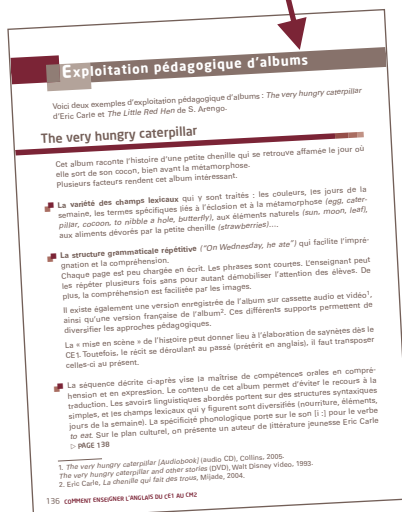 Exploitation pédagogique d'albums
Voici deux exemples d'exploitation pédagogique d'albums : The very hungry caterpillar
d'Eric Carle et The Little Red Hen de S. Arengo.
The very hungry caterpillar
Cet album raconte l'histoire d'une petite chenille qui se retrouve affamée le jour où
elle sort de son cocon, bien avant la métamorphose.
Plusieurs facteurs rendent cet album intéressant.
La variété des champs lexicaux qui y sont traités : les couleurs, les jours de la
semaine, les termes spécifiques liés à l'éclosion et à la métamorphose (egg, cater-
pillar, cocoon, to nibble a hole, butterfly), aux éléments naturels (sun, moon, leaf),
aux aliments dévorés par la petite chenille (strawberries)....
La structure grammaticale répétitive ("On Wednesday, he ate") qui facilite l'impré-
gnation et la compréhension.
Chaque page est peu chargée en écrit. Les phrases sont courtes. L'enseignant peut
les répéter plusieurs fois sans pour autant démobiliser l'attention des élèves. De
plus, la compréhension est facilitée par les images.
Il existe également une version enregistrée de l'album sur cassette audio et vidéo1,
ainsi qu'une version française de l'album2. Ces différents supports permettent de
diversifier les approches pédagogiques.
La « mise en scène » de l'histoire peut donner lieu à l'élaboration de saynètes dès le
CE1. Toutefois, le récit se déroulant au passé (prétérit en anglais), il faut transposer
celles-ci au présent.
La séquence décrite ci-après vise la maîtrise de compétences orales en compré-
hension et en expression. Le contenu de cet album permet d'éviter le recours à la
traduction. Les savoirs linguistiques abordés portent sur des structures syntaxiques
simples, et les champs lexicaux qui y figurent sont diversifiés (nourriture, éléments,
jours de la semaine). La spécificité phonologique porte sur le son [i :] pour le verbe
to eat. Sur le plan culturel, on présente un auteur de littérature jeunesse Eric Carle
▷ PAGE 138
1. The very hungry caterpillar [Audiobook] (audio CD), Collins, 2005.
The very hungry caterpillar and other stories (DVD), Walt Disney video, 1993.
2. Eric Carle, La chenille qui fait des trous, Mijade, 2004.
136 COMMENT ENSEIGNER L'ANGLAIS DU CE1 AU CM2